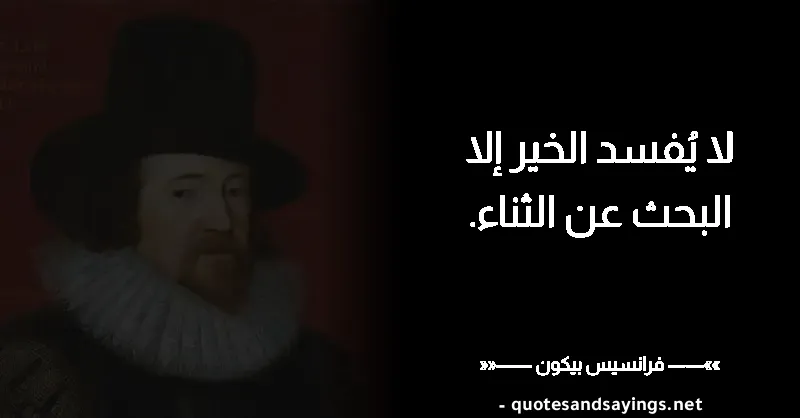 لا يُفسد الخير إلا
البحث عن الثناء.
»»—— فرانسيس بيكون ——««
- quotesandsayings.net